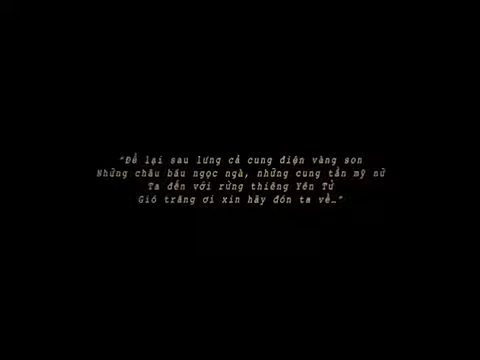 "Để lại sau lưng cả cung điện vàng son
Những châu báu ngọc ngà, những cung tần mỹ nữ
Ta đến với rừng thiêng Yên Tử
Gió trăng ơi xin hãy đón ta về…"